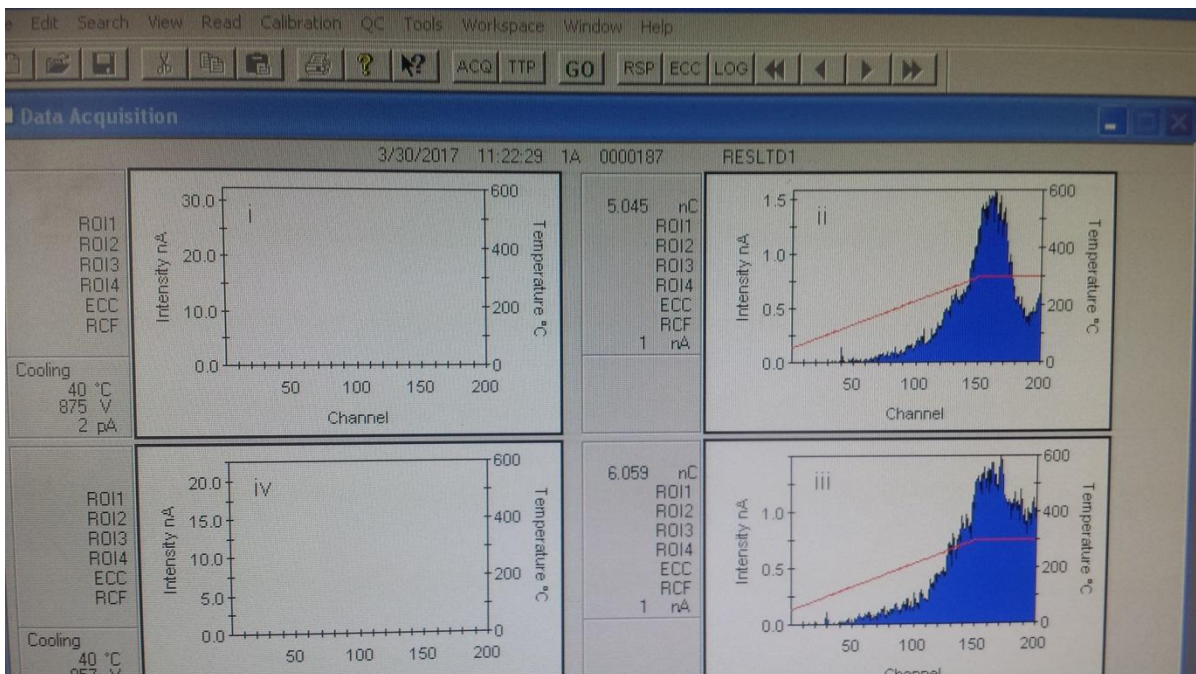 e Edit Search View Read Calibration QC Tools Workspace Window Help
ACQ TTP GO RSP ECC LOG
Data Acquisition
3/30/2017 11:22:29 1A 0000187 RESLTD1
ROI1
ROI2
ROI3
ROI4
ECC
RCF
Cooling
40 °C
875 V
2 pA
i
Intensity nA
30.0
20.0
10.0
0.0
600
400
200
0
Temperature °C
50 100 150 200
Channel
5.045 nC
ROI1
ROI2
ROI3
ROI4
ECC
RCF
1 nA
ii
Intensity nA
1.5
1.0
0.5
0.0
600
400
200
0
Temperature °C
50 100 150 200
Channel
ROI1
ROI2
ROI3
ROI4
ECC
RCF
Cooling
40 °C
iv
Intensity nA
20.0
15.0
10.0
5.0
0.0
600
400
200
0
Temperature °C
50 100 150 200
6.059 nC
ROI1
ROI2
ROI3
ROI4
ECC
RCF
1 nA
iii
Intensity nA
1.0
0.5
0.0
600
400
200
0
Temperature °C
50 100 150 200
Channel